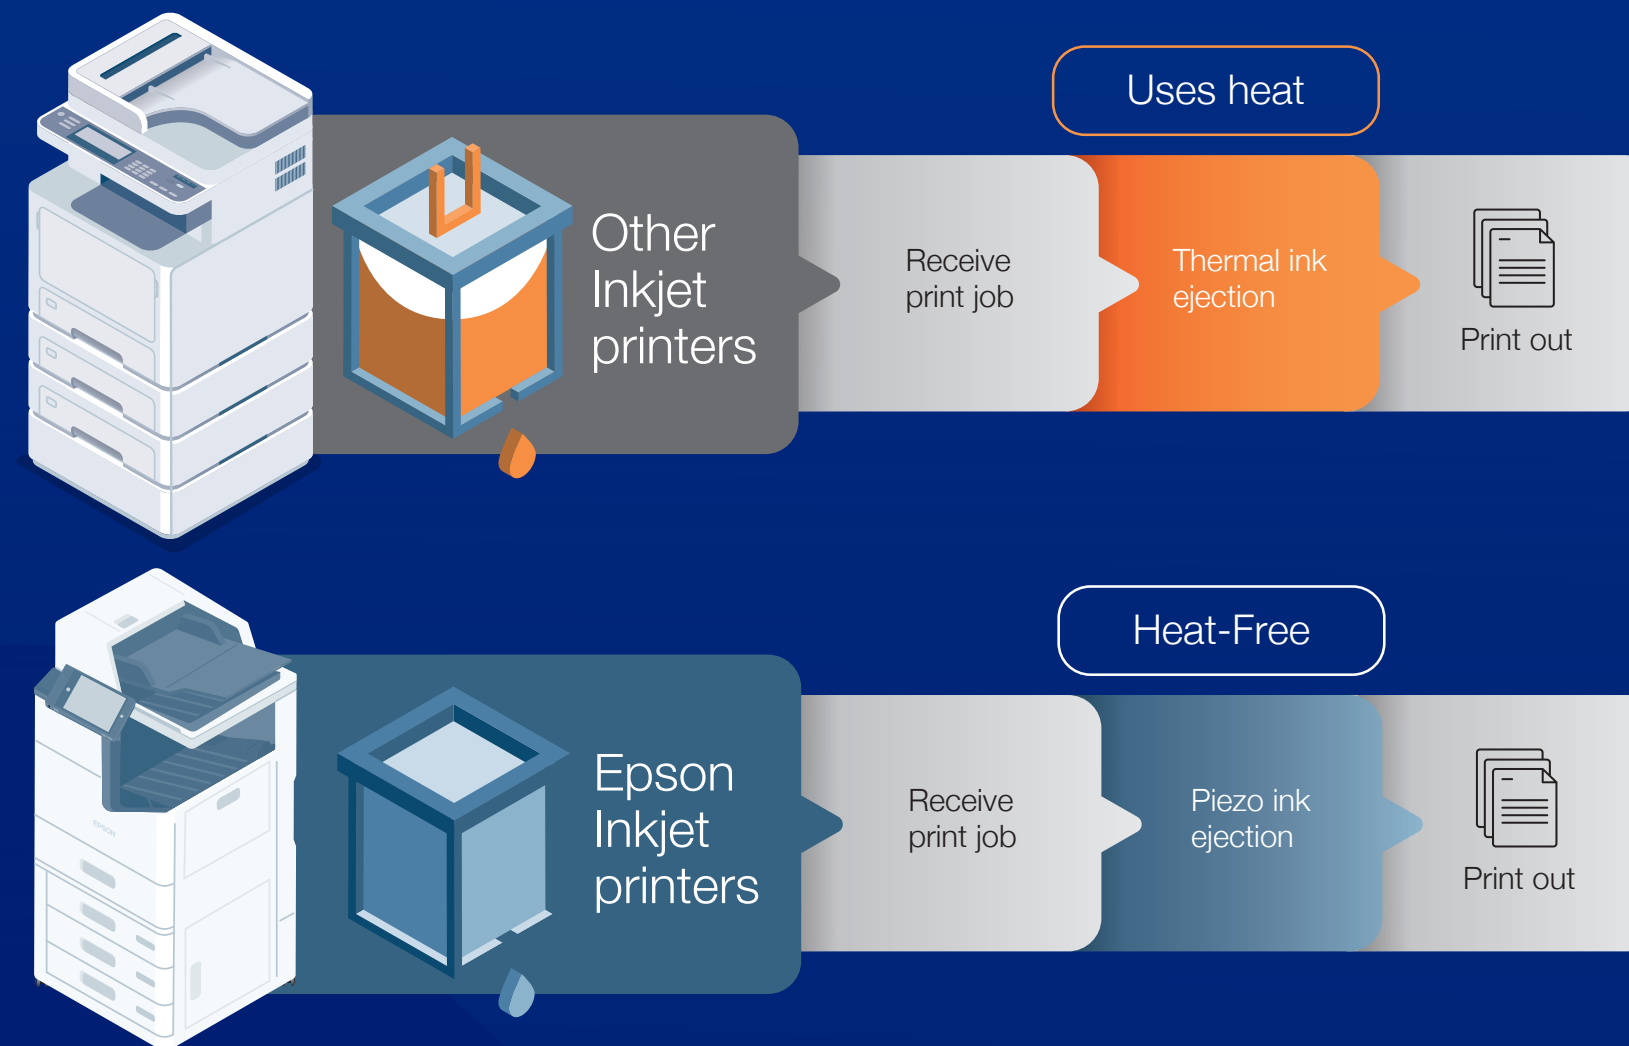 Uses heat
Other
Inkjet
printers
Receive
print job
Thermal ink
ejection
Print out
Heat-Free
EPSON
Epson
Inkjet
printers
Receive
print job
Piezo ink
ejection
Print out